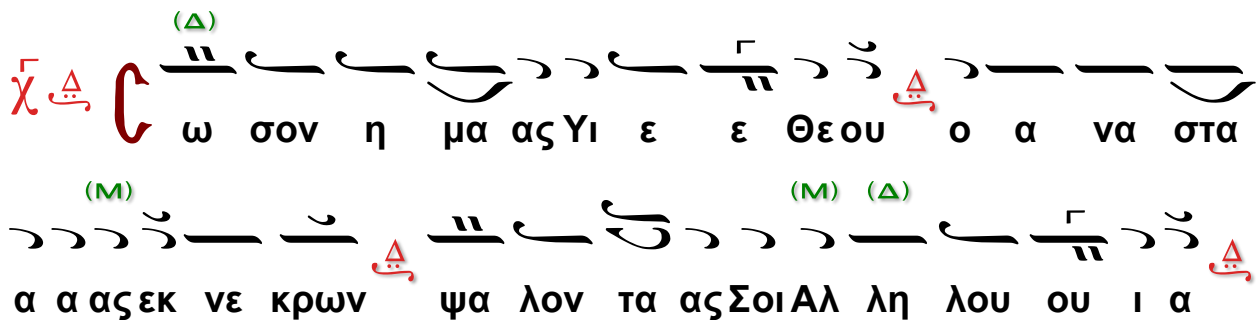 (Δ)
χ Δ C ω σον η μα ας Υι ε ε Θε ου Δ ο α να στα
(Μ) (Μ) (Δ)
α α ας εκ νε κρων Δ ψα λον τα ας Σοι Αλ λη λου ου ι α Δ